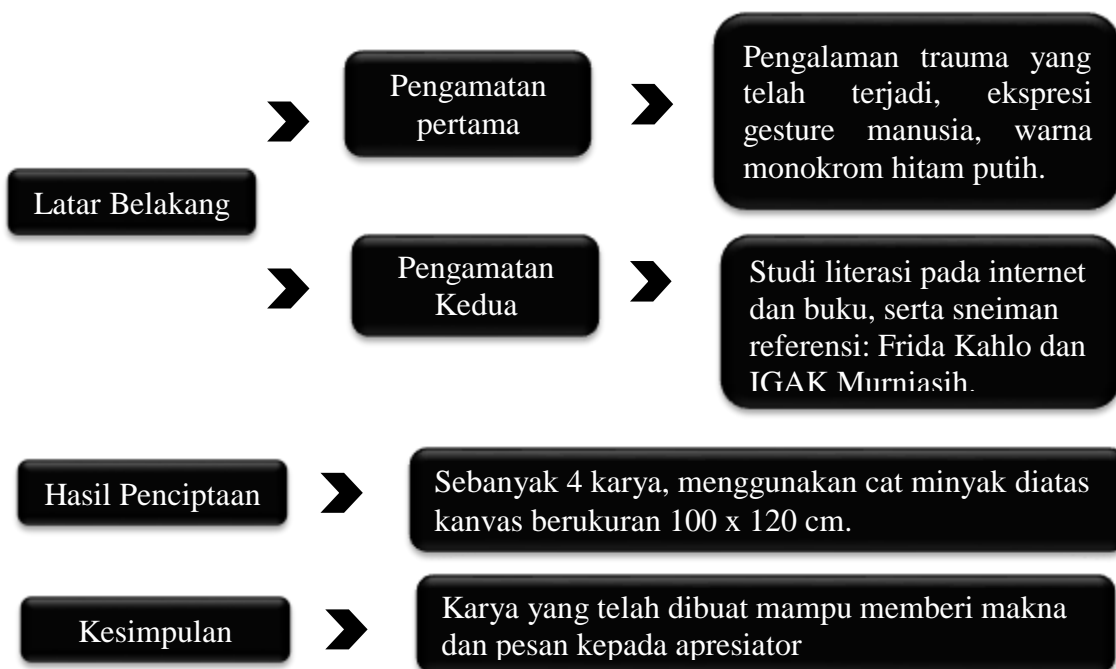 Latar Belakang
Pengamatan
pertama
Pengalaman trauma yang
telah terjadi, ekspresi
gesture manusia, warna
monokrom hitam putih.
Pengamatan
Kedua
Studi literasi pada internet
dan buku, serta sneiman
referensi: Frida Kahlo dan
IGAK Murniasih.
Hasil Penciptaan
Sebanyak 4 karya, menggunakan cat minyak diatas
kanvas berukuran 100 x 120 cm.
Kesimpulan
Karya yang telah dibuat mampu memberi makna
dan pesan kepada apresiator